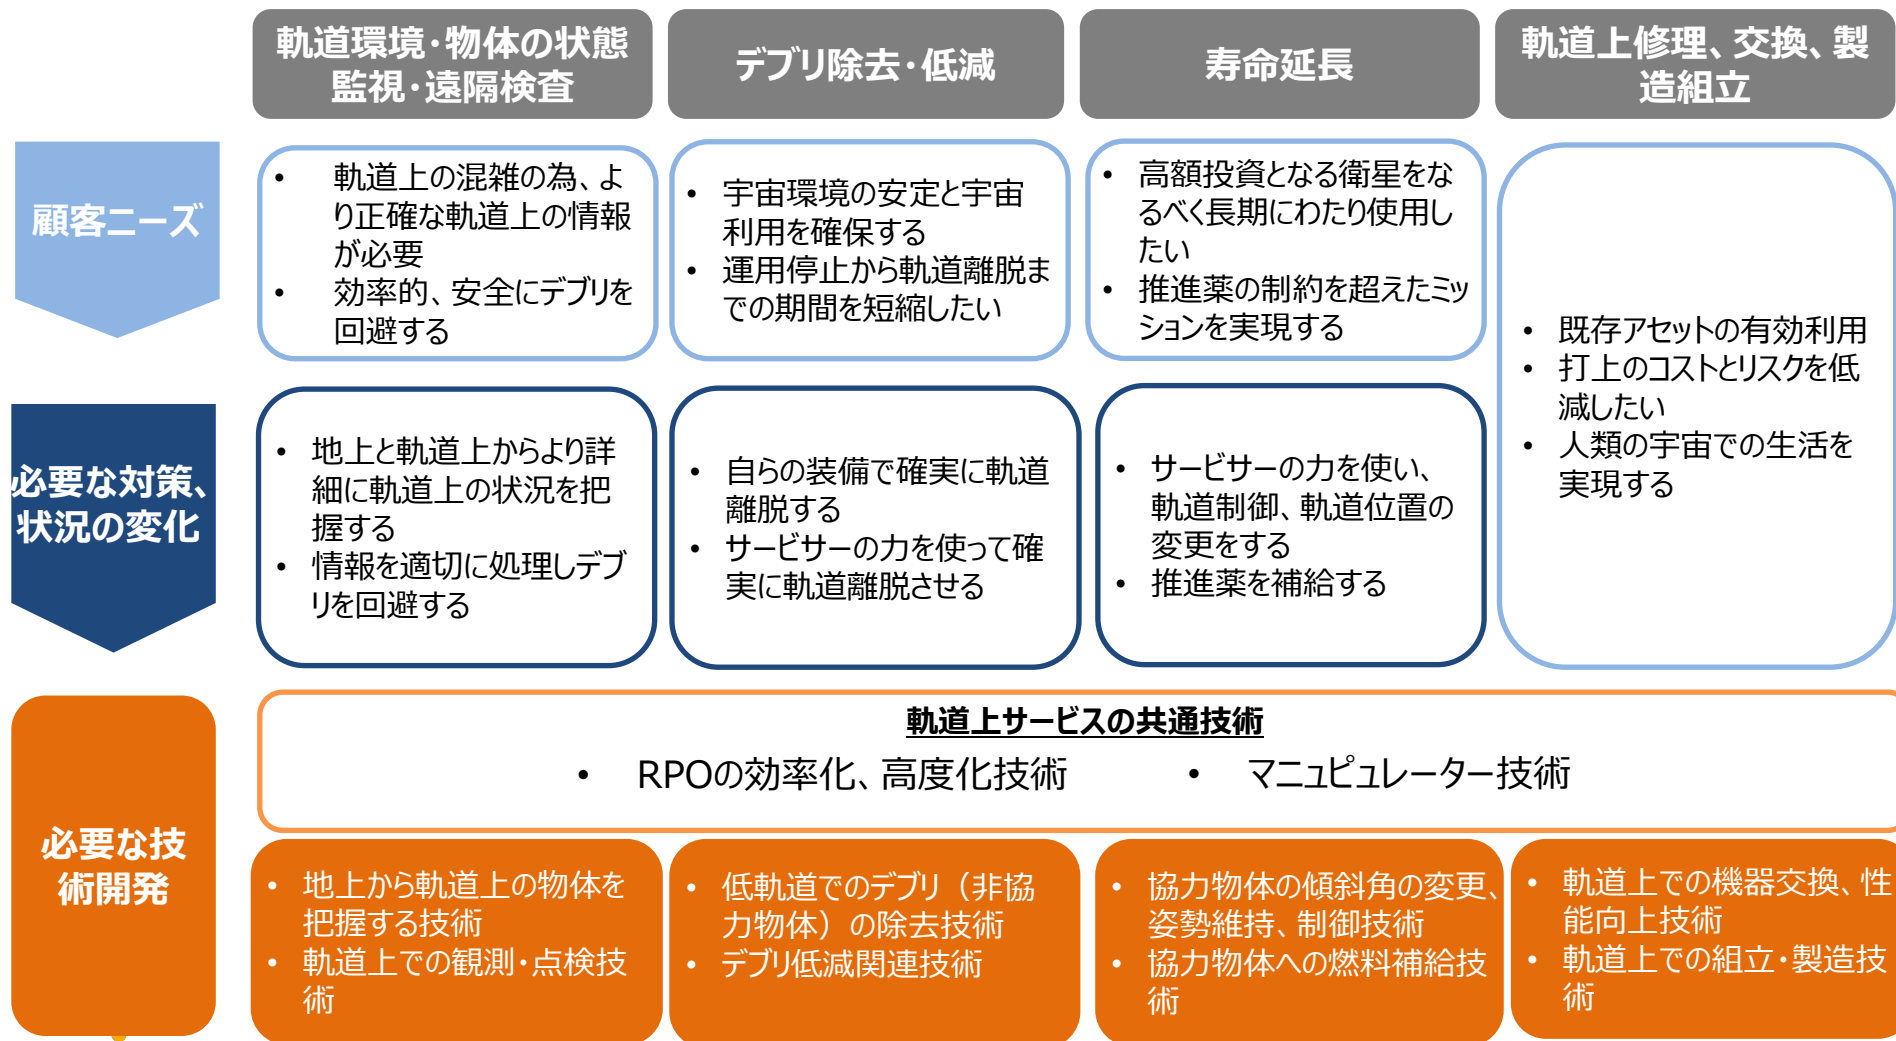 軌道環境･物体の状態
監視･遠隔検査
デブリ除去･低減
寿命延長
軌道上修理、交換、製
造組立
顧客ニーズ
• 軌道上の混雑の為、よ
り正確な軌道上の情報
が必要
• 効率的、安全にデブリを
回避する
• 宇宙環境の安定と宇宙
利用を確保する
• 運用停止から軌道離脱ま
での期間を短縮したい
• 高額投資となる衛星をな
るべく長期にわたり使用し
たい
• 推進薬の制約を超えたミッ
ションを実現する
• 既存アセットの有効利用
• 打上のコストとリスクを低
減したい
• 人類の宇宙での生活を
実現する
必要な対策、
状況の変化
• 地上と軌道上からより詳
細に軌道上の状況を把
握する
• 情報を適切に処理しデブ
リを回避する
• 自らの装備で確実に軌道
離脱する
• サービサーの力を使って確
実に軌道離脱させる
• サービサーの力を使い、
軌道制御、軌道位置の
変更をする
• 推進薬を補給する
必要な技
術開発
軌道上サービスの共通技術
• RPOの効率化、高度化技術
• マニュピュレーター技術
• 地上から軌道上の物体を
把握する技術
• 軌道上での観測･点検技
術
• 低軌道でのデブリ（非協
力物体）の除去技術
• デブリ低減関連技術
• 協力物体の傾斜角の変更、
姿勢維持、制御技術
• 協力物体への燃料補給技
術
• 軌道上での機器交換、性
能向上技術
• 軌道上での組立･製造技
術